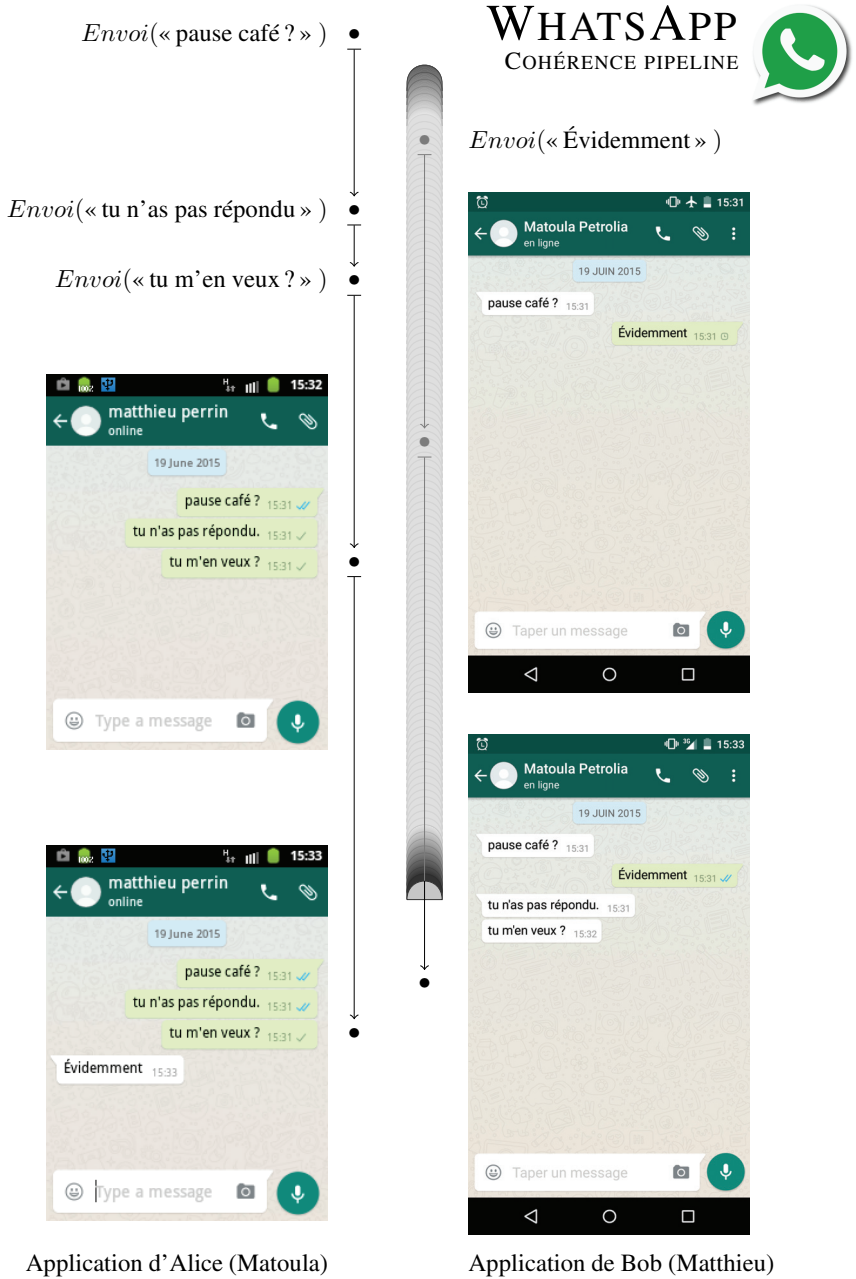 Envoi(« pause café ? » )
WHATSAPP
COHÉRENCE PIPELINE
Envoi(« Évidemment » )
Envoi(« tu n'as pas répondu » )
Envoi(« tu m'en veux ? » )
15:31
Matoula Petrolia
en ligne
19 JUIN 2015
pause café ? 15:31
Évidemment 15:31
Taper un message
100% H 15:32
matthieu perrin
online
19 June 2015
pause café ? 15:31
tu n'as pas répondu. 15:31
tu m'en veux ? 15:31
Type a message
3G 15:33
Matoula Petrolia
en ligne
19 JUIN 2015
pause café ? 15:31
Évidemment 15:31
tu n'as pas répondu. 15:31
tu m'en veux ? 15:32
Taper un message
100% H 15:33
matthieu perrin
online
19 June 2015
pause café ? 15:31
tu n'as pas répondu. 15:31
tu m'en veux ? 15:31
Évidemment 15:33
Type a message
Application d'Alice (Matoula)
Application de Bob (Matthieu)